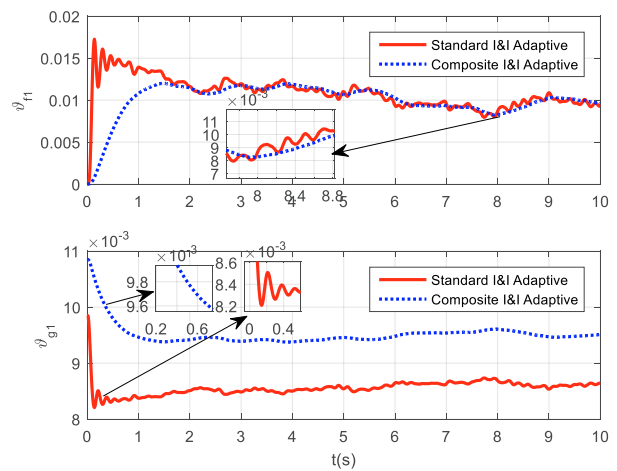 0.02
0.015
0.01
0.005
0
ϑf1
Standard I&I Adaptive
Composite I&I Adaptive
×10-3
11
10
9
8
7
8 8.4 8.8
0 1 2 3 4 5 6 7 8 9 10
×10-3
11
10
9
8
ϑg1
Standard I&I Adaptive
Composite I&I Adaptive
×10-3
9.8
9.6
0.2 0.6
×10-3
8.6
8.4
8.2
0 0.4
0 1 2 3 4 5 6 7 8 9 10
t(s)